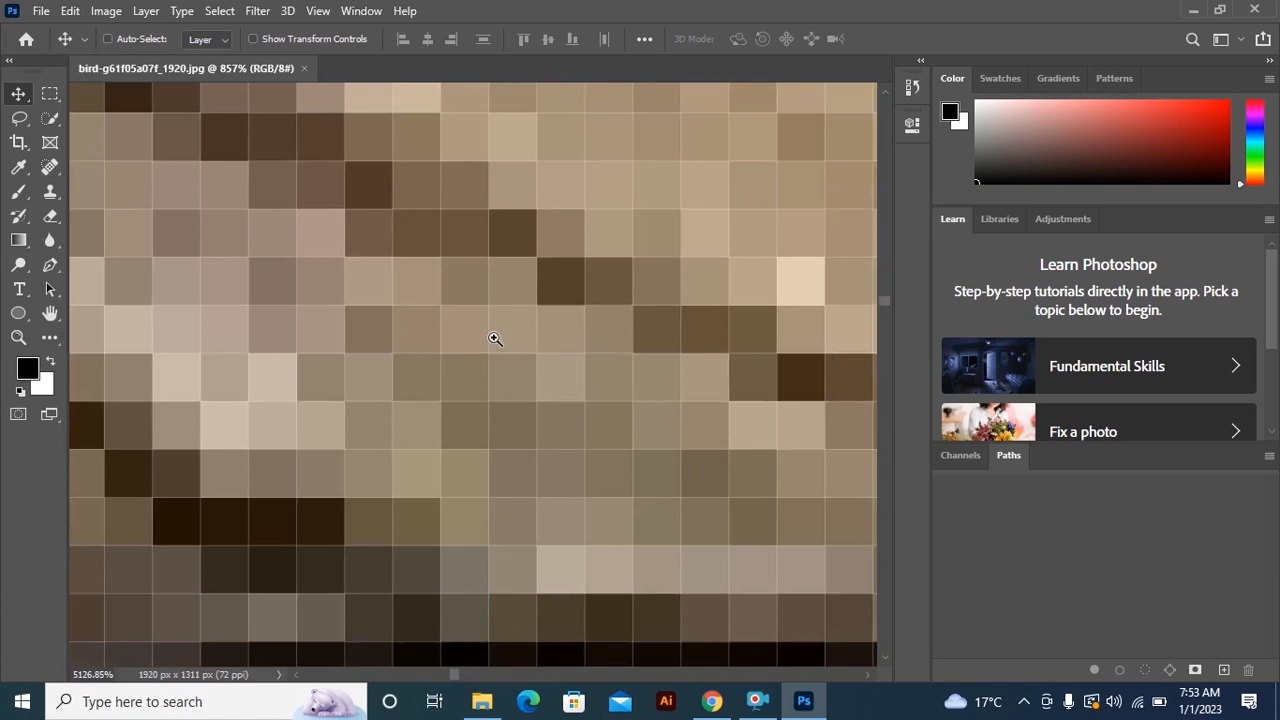 Ps File Edit Image Layer Type Select Filter 3D View Window Help
Auto-Select: Layer Show Transform Controls 3D Mode:
bird-g61f05a07f_1920.jpg @ 857% (RGB/8#)
Color Swatches Gradients Patterns
Learn Libraries Adjustments
Learn Photoshop
Step-by-step tutorials directly in the app. Pick a
topic below to begin.
Fundamental Skills
Fix a photo
Channels Paths
5126.85% 1920 px x 1311 px (72 ppi)
Type here to search
Ai
Ps
17°C
7:53 AM
1/1/2023